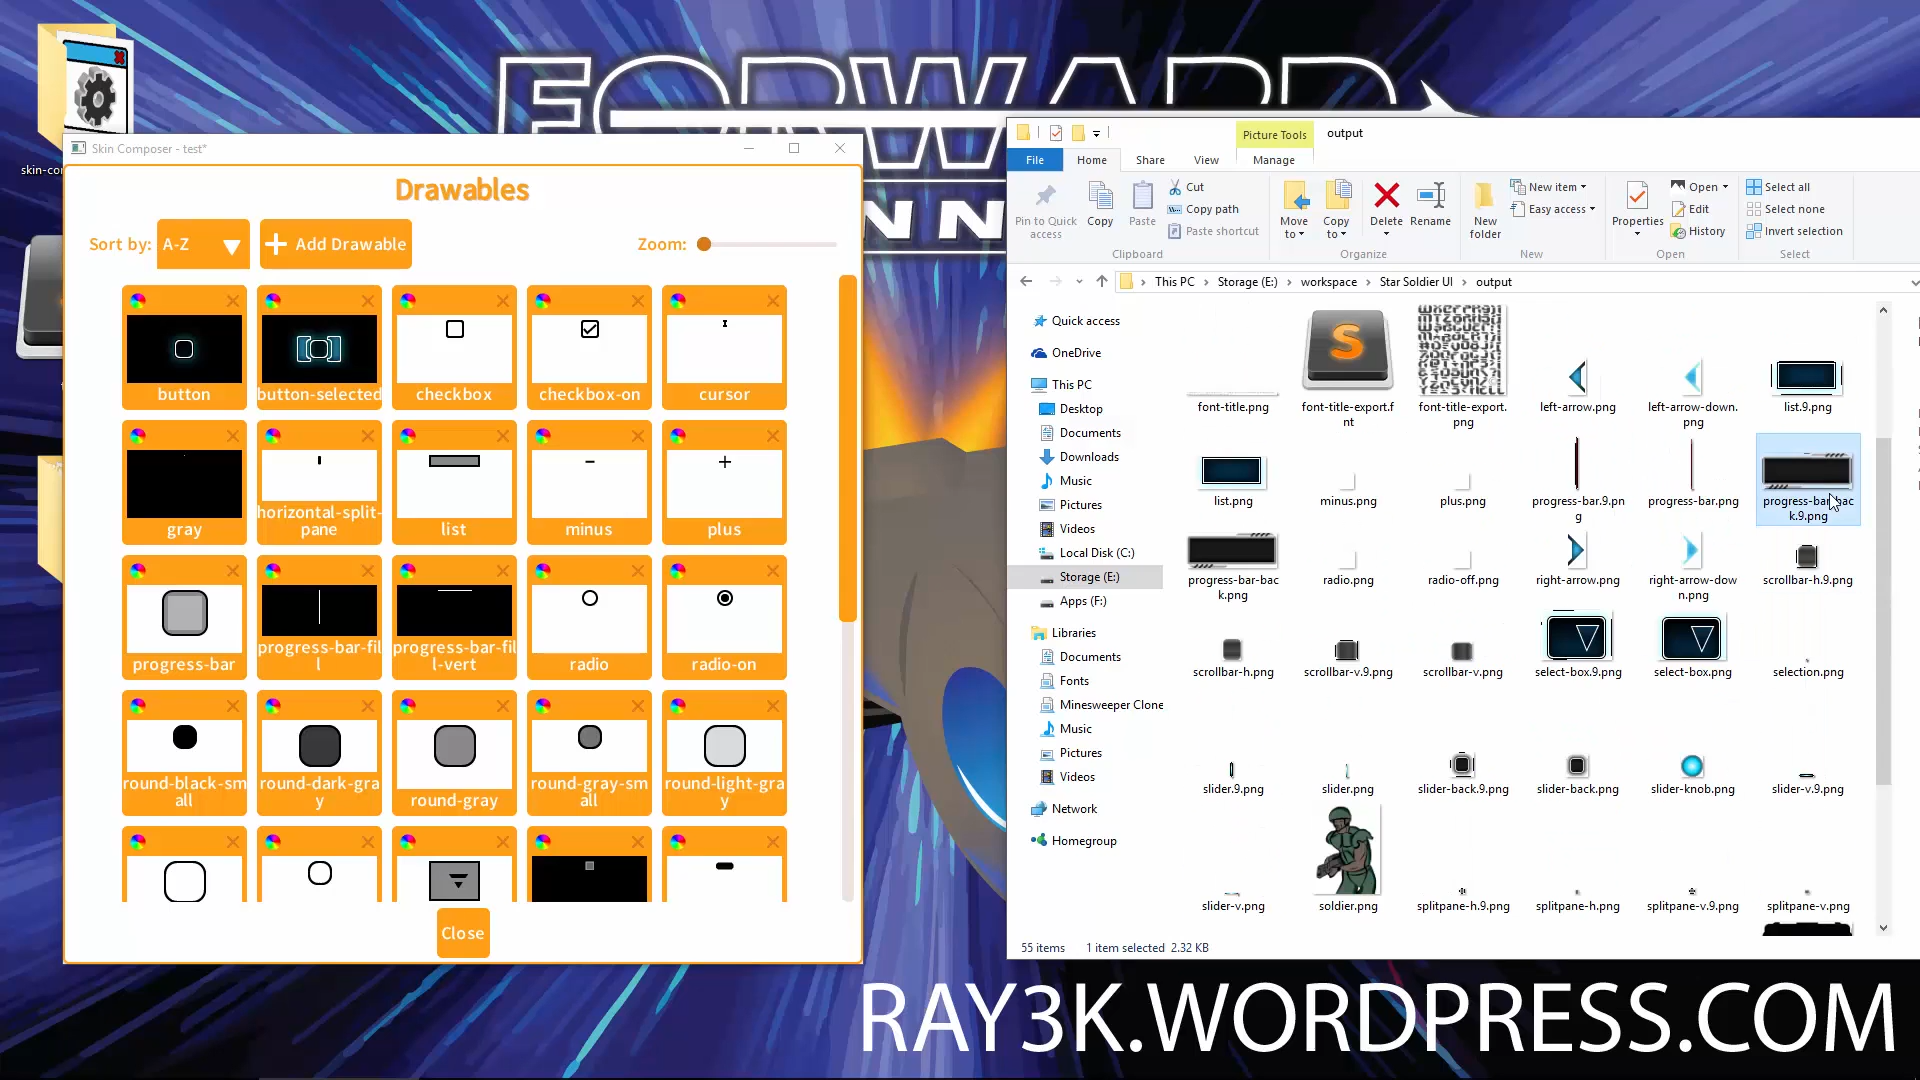 FORWARD
skin-co
Skin Composer - test*
Drawables
Sort by:
A-Z
Add Drawable
Zoom:
button
button-selected
checkbox
checkbox-on
cursor
gray
horizontal-split-
pane
list
minus
plus
progress-bar
progress-bar-fil
l
progress-bar-fil
l-vert
radio
radio-on
round-black-sm
all
round-dark-gra
y
round-gray
round-gray-sm
all
round-light-gra
y
Close
Picture Tools
output
File
Home
Share
View
Manage
Pin to Quick
access
Copy
Paste
Cut
Copy path
Paste shortcut
Clipboard
Move
to
Copy
to
Delete
Rename
Organize
New
folder
New item
Easy access
New
Properties
Open
Edit
History
Open
Select all
Select none
Invert selection
Select
This PC
Storage (E:)
workspace
Star Soldier UI
output
Quick access
OneDrive
This PC
Desktop
Documents
Downloads
Music
Pictures
Videos
Local Disk (C:)
Storage (E:)
Apps (F:)
Libraries
Documents
Fonts
Minesweeper Clone
Music
Pictures
Videos
Network
Homegroup
font-title.png
font-title-export.f
nt
font-title-export.
png
left-arrow.png
left-arrow-down.
png
list.9.png
list.png
minus.png
plus.png
progress-bar.9.pn
g
progress-bar.png
progress-bar-bac
k.9.png
progress-bar-bac
k.png
radio.png
radio-off.png
right-arrow.png
right-arrow-dow
n.png
scrollbar-h.9.png
scrollbar-h.png
scrollbar-v.9.png
scrollbar-v.png
select-box.9.png
select-box.png
selection.png
slider.9.png
slider.png
slider-back.9.png
slider-back.png
slider-knob.png
slider-v.9.png
slider-v.png
soldier.png
splitpane-h.9.png
splitpane-h.png
splitpane-v.9.png
splitpane-v.png
55 items
1 item selected 2.32 KB
RAY3K.WORDPRESS.COM